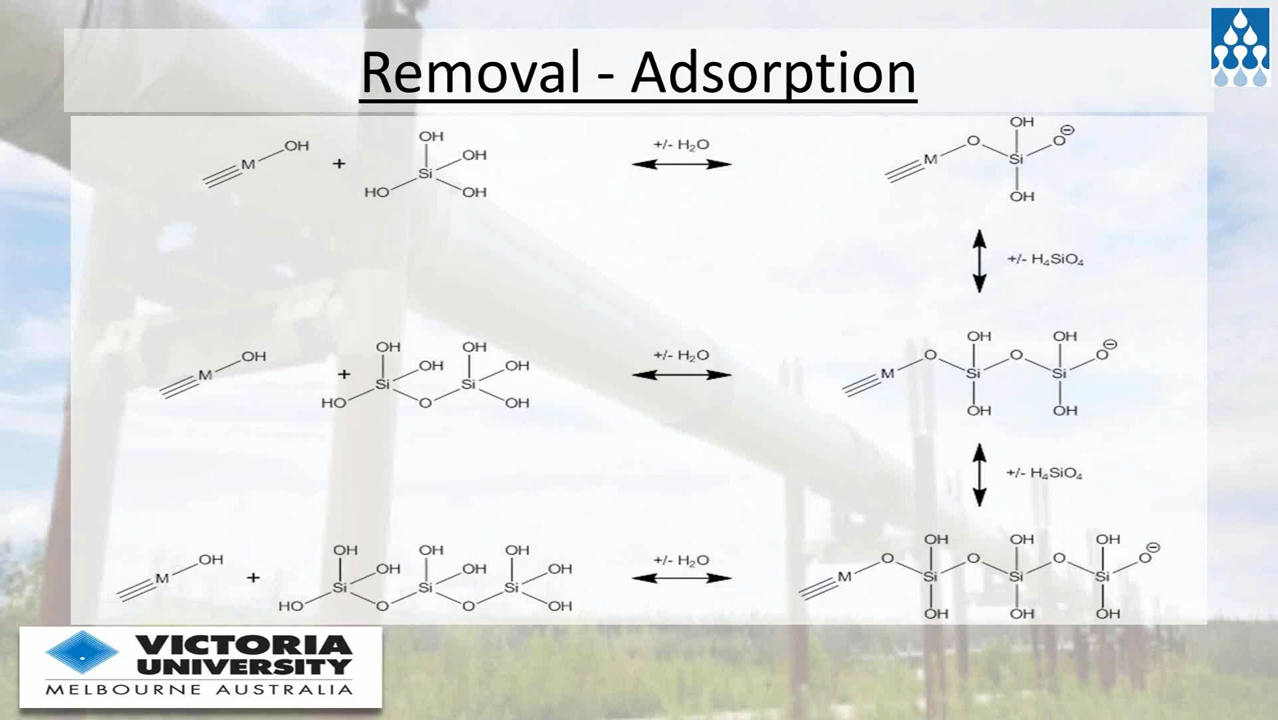 Removal - Adsorption
OH
M
+
OH
OH
Si
HO
OH
+/- H₂O
OH
O
O⊖
M
Si
OH
+/- H₄SiO₄
OH
M
+
OH
OH
OH
OH
Si
Si
HO
O
OH
+/- H₂O
OH
OH
O
O
O⊖
M
Si
Si
OH
OH
+/- H₄SiO₄
OH
M
+
OH
OH
OH
OH
OH
OH
Si
Si
Si
HO
O
O
OH
+/- H₂O
OH
OH
OH
O
O
O
O⊖
M
Si
Si
Si
OH
OH
OH
VICTORIA
UNIVERSITY
MELBOURNE AUSTRALIA